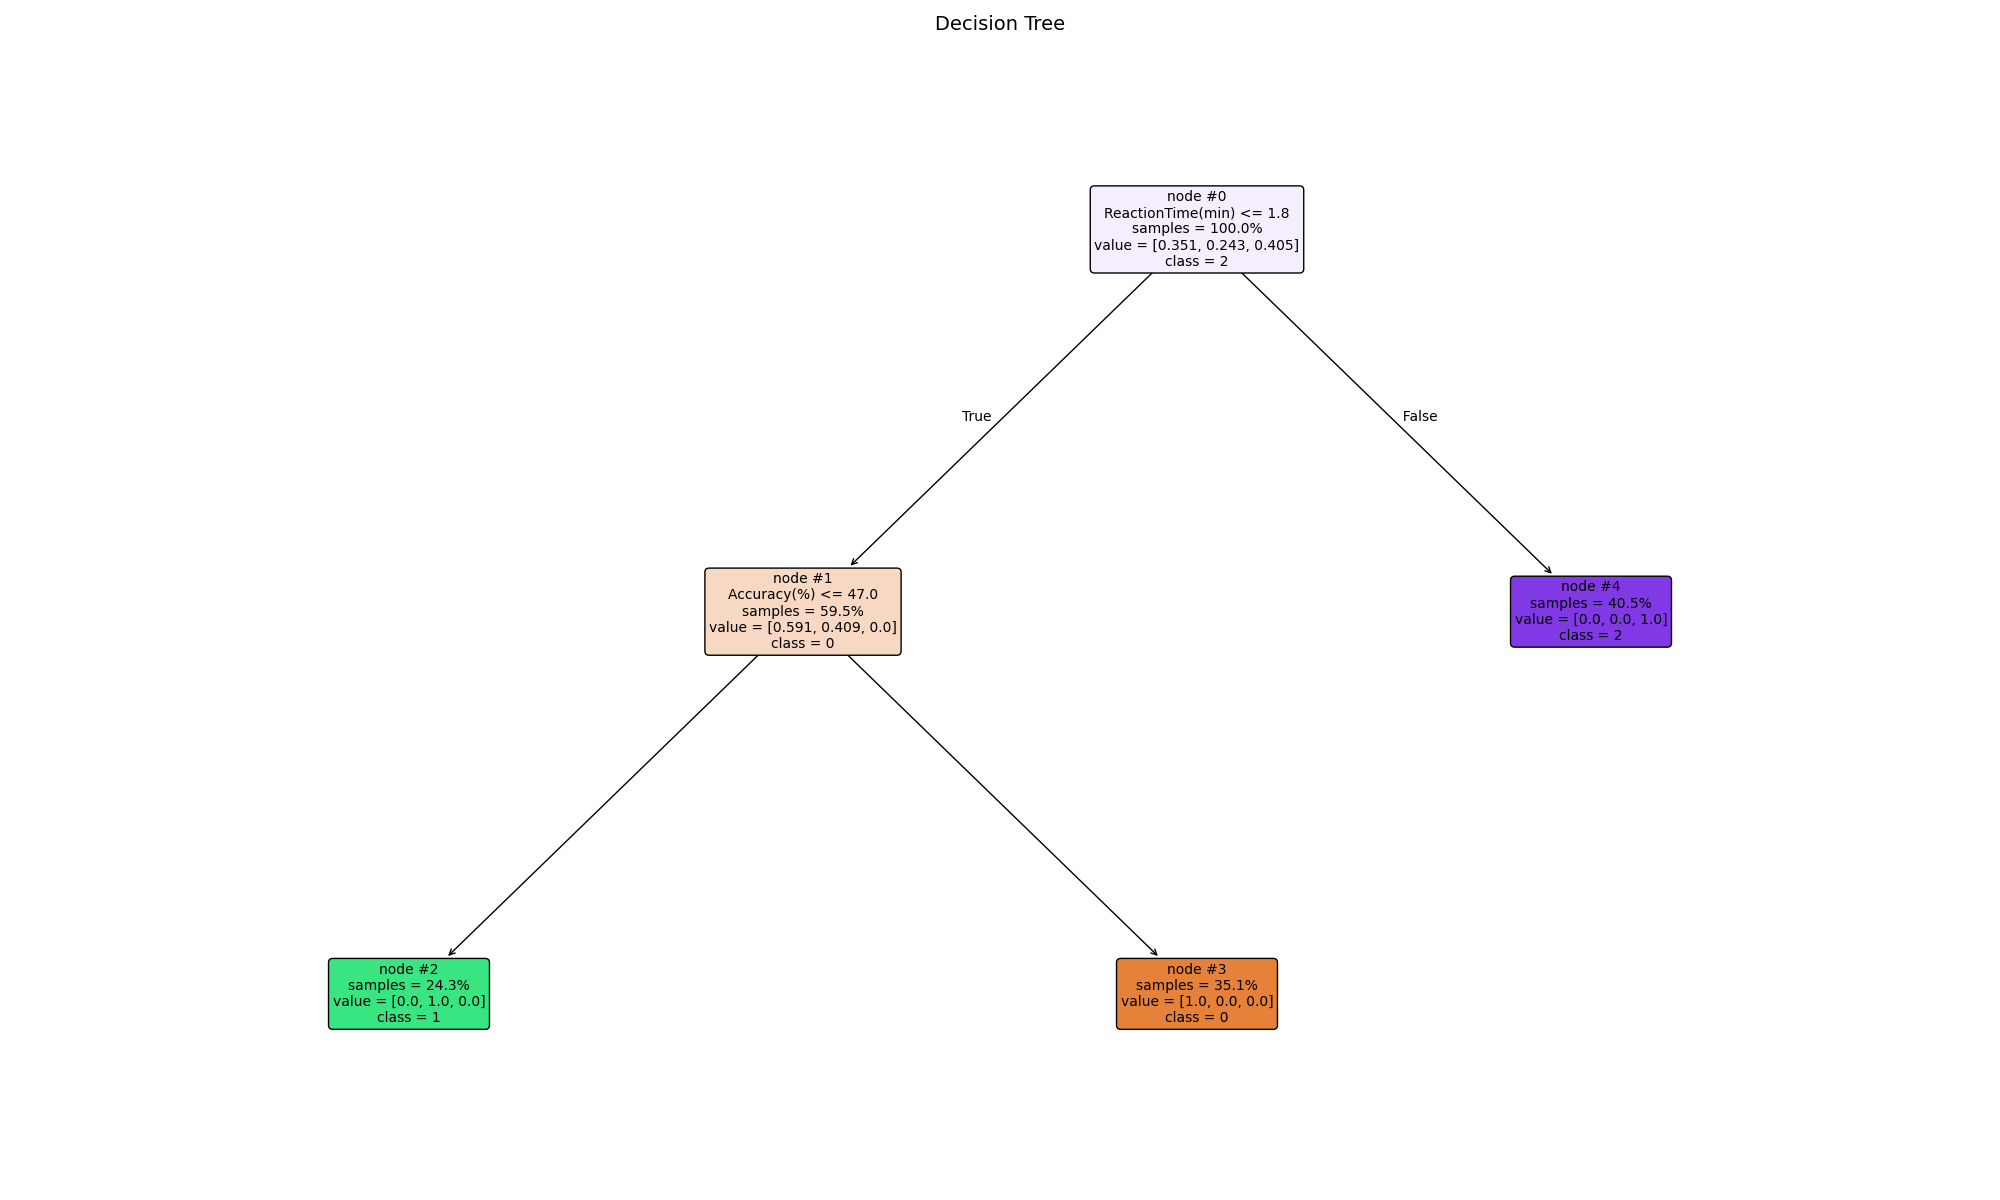 Decision Tree
node #0
ReactionTime(min) <= 1.8
samples = 100.0%
value = [0.351, 0.243, 0.405]
class = 2
True
False
node #1
Accuracy(%) <= 47.0
samples = 59.5%
value = [0.591, 0.409, 0.0]
class = 0
node #4
samples = 40.5%
value = [0.0, 0.0, 1.0]
class = 2
node #2
samples = 24.3%
value = [0.0, 1.0, 0.0]
class = 1
node #3
samples = 35.1%
value = [1.0, 0.0, 0.0]
class = 0